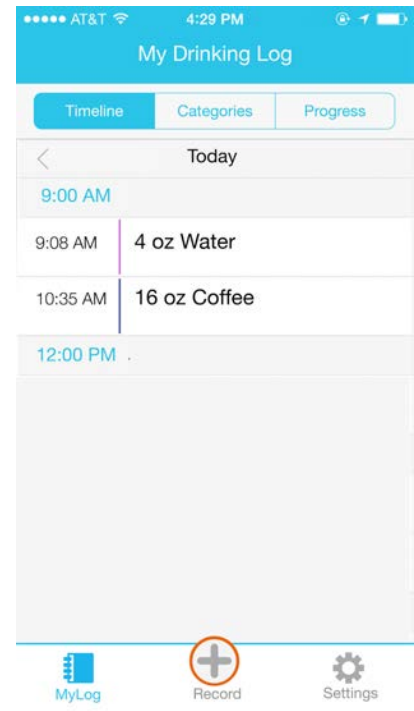 AT&T 4:29 PM
My Drinking Log
Timeline Categories Progress
Today
9:00 AM
9:08 AM 4 oz Water
10:35 AM 16 oz Coffee
12:00 PM .
MyLog Record Settings